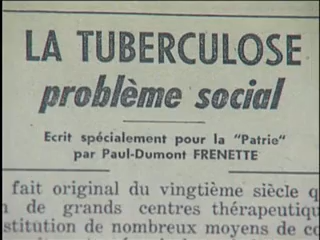 LA TUBERCULOSE
problème social
Ecrit spécialement pour la "Patrie"
par Paul-Dumont FRENETTE
fait original du vingtième siècle
de grands centres thérapeutiqu
stitution de nombreux moyens de